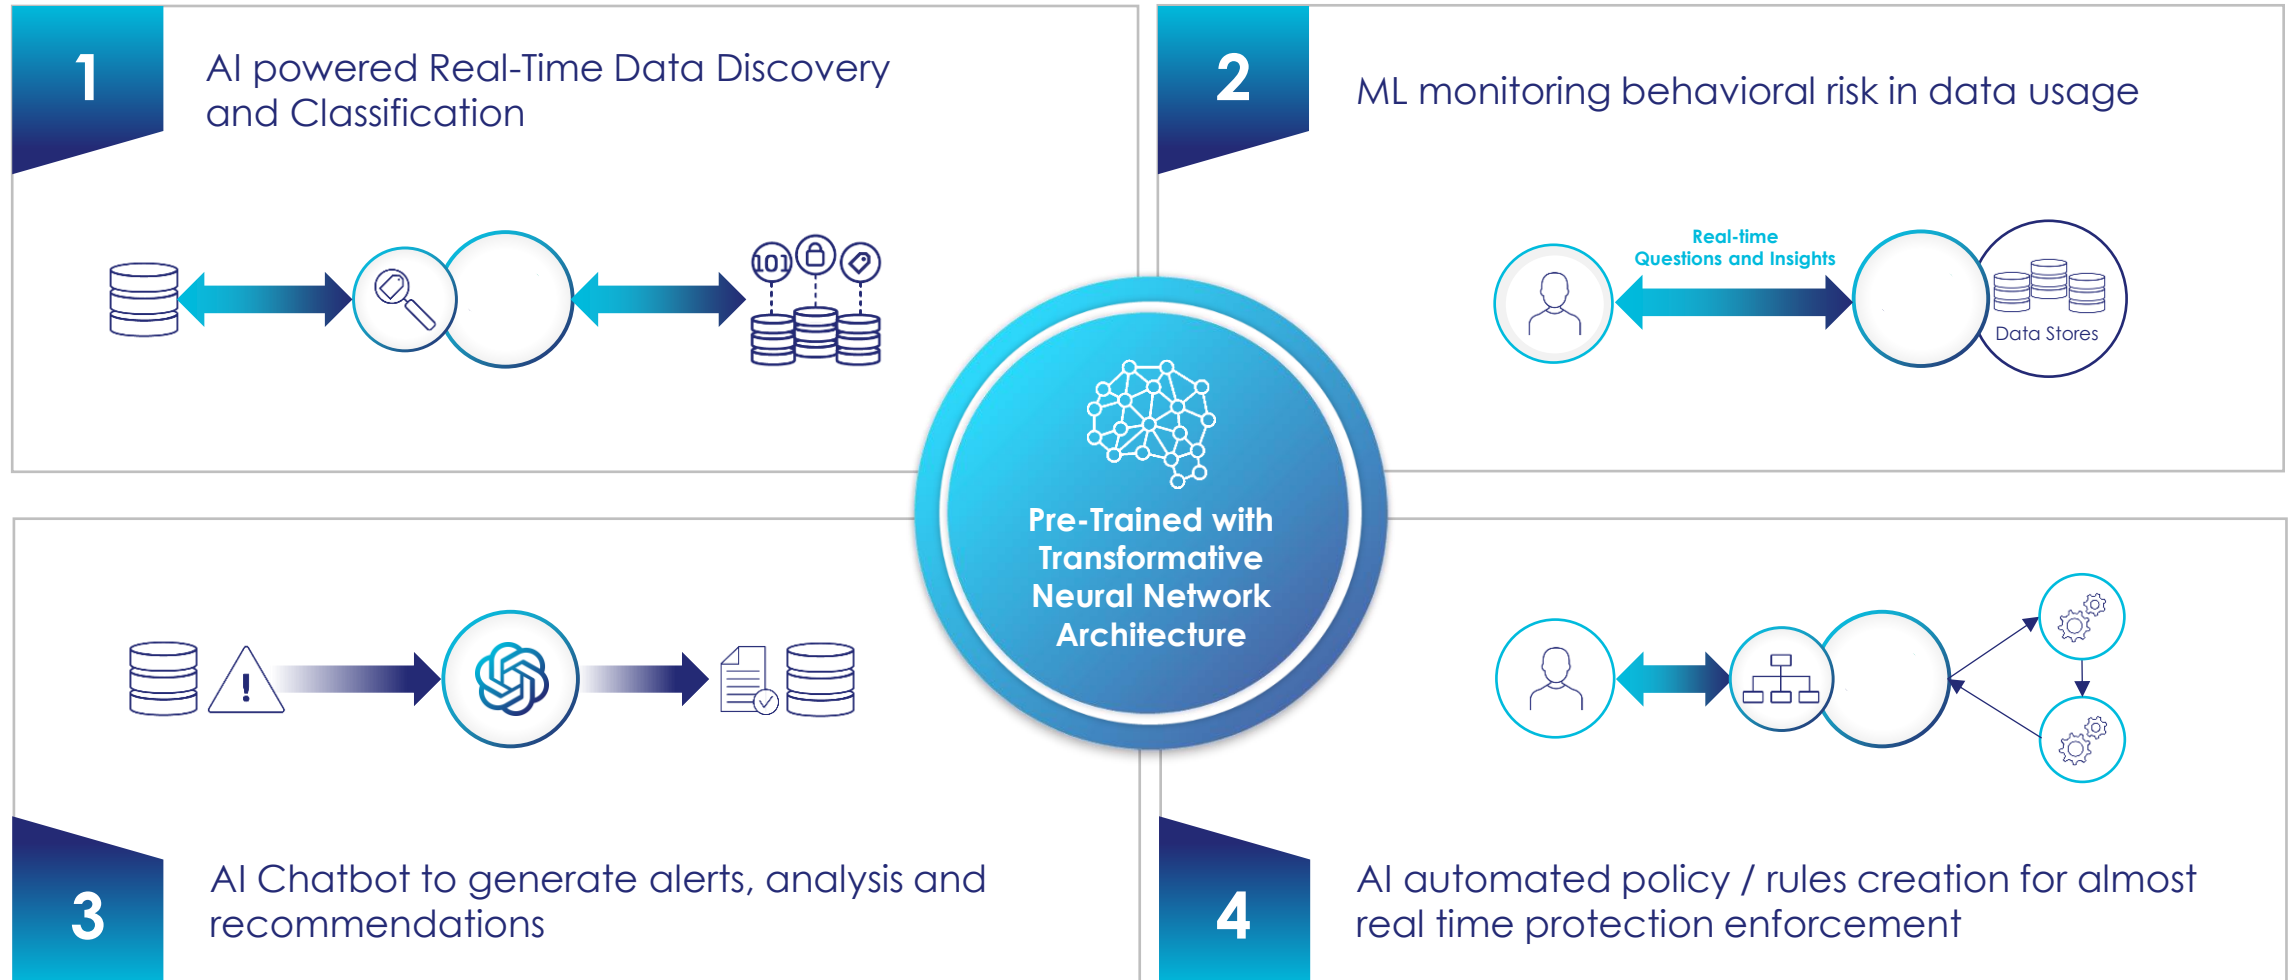 1
AI powered Real-Time Data Discovery
and Classification
101
2
ML monitoring behavioral risk in data usage
Real-time
Questions and Insights
Data Stores
Pre-Trained with
Transformative
Neural Network
Architecture
!
3
AI Chatbot to generate alerts, analysis and
recommendations
4
AI automated policy / rules creation for almost
real time protection enforcement